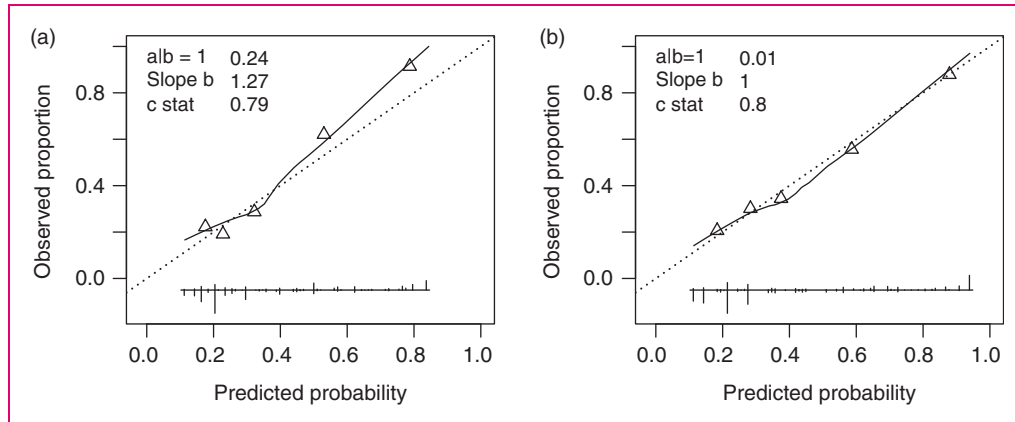 (a)
a|b = 1 0.24
Slope b 1.27
c stat 0.79
Observed proportion
0.8
0.4
0.0
0.0 0.2 0.4 0.6 0.8 1.0
Predicted probability
(b)
a|b=1 0.01
Slope b 1
c stat 0.8
Observed proportion
0.8
0.4
0.0
0.0 0.2 0.4 0.6 0.8 1.0
Predicted probability